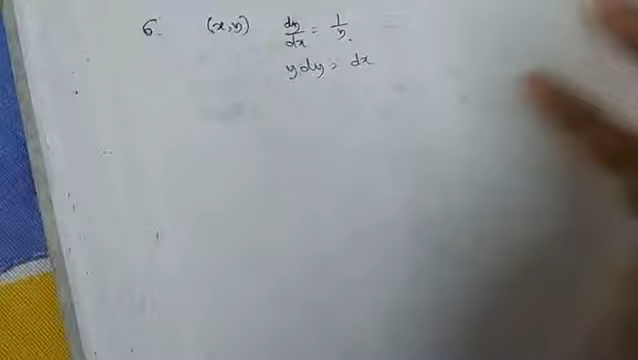 6. (x, y) dy/dx = 1/y.
y dy = dx